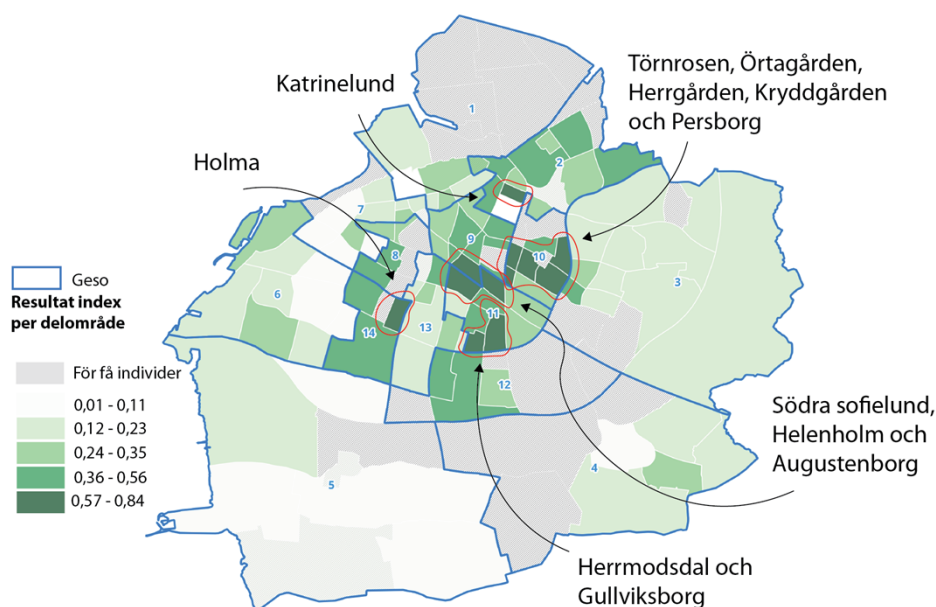 Katrinelund
Törnrosen, Örtagården,
Herrgården, Kryddgården
och Persborg
Holma
1
2
7
9
8
10
3
6
11
13
14
12
4
5
Geso
Resultat index
per delområde
För få individer
0,01 - 0,11
0,12 - 0,23
0,24 - 0,35
0,36 - 0,56
0,57 - 0,84
Södra sofielund,
Helenholm och
Augustenborg
Herrmodsdal och
Gullviksborg